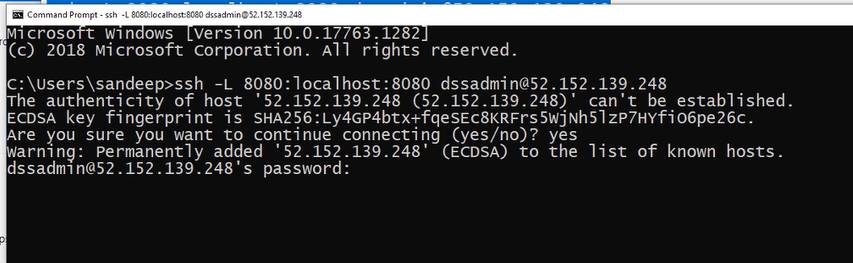 Command Prompt - ssh -L 8080:localhost:8080 dssadmin@52.152.139.248
Microsoft Windows [Version 10.0.17763.1282]
(c) 2018 Microsoft Corporation. All rights reserved.
C:\Users\sandeep>ssh -L 8080:localhost:8080 dssadmin@52.152.139.248
The authenticity of host '52.152.139.248 (52.152.139.248)' can't be established.
ECDSA key fingerprint is SHA256:Ly4GP4btx+fqeSEc8KRFrs5WjNh5lzP7HYfiO6pe26c.
Are you sure you want to continue connecting (yes/no)? yes
Warning: Permanently added '52.152.139.248' (ECDSA) to the list of known hosts.
dssadmin@52.152.139.248's password: